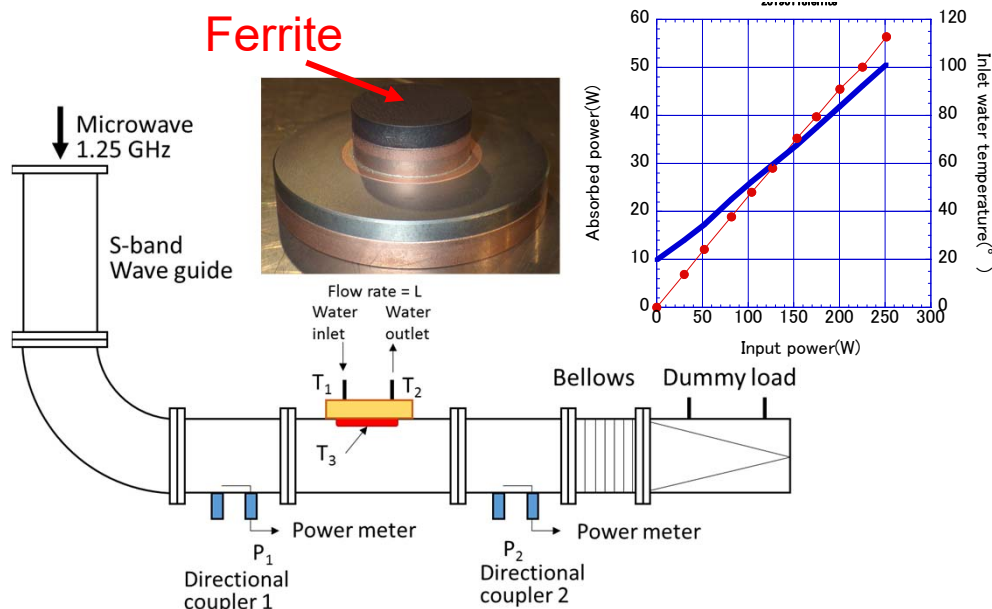 Ferrite
Microwave
1.25 GHz
S-band
Wave guide
Flow rate = L
Water
inlet
Water
outlet
T1
T2
T3
Bellows
Dummy load
Power meter
P1
Directional
coupler 1
Power meter
P2
Directional
coupler 2
60
50
40
30
20
10
0
Absorbed power(W)
120
100
80
60
40
20
0
Inlet water temperature(°)
0
50
100
150
200
250
300
Input power(W)